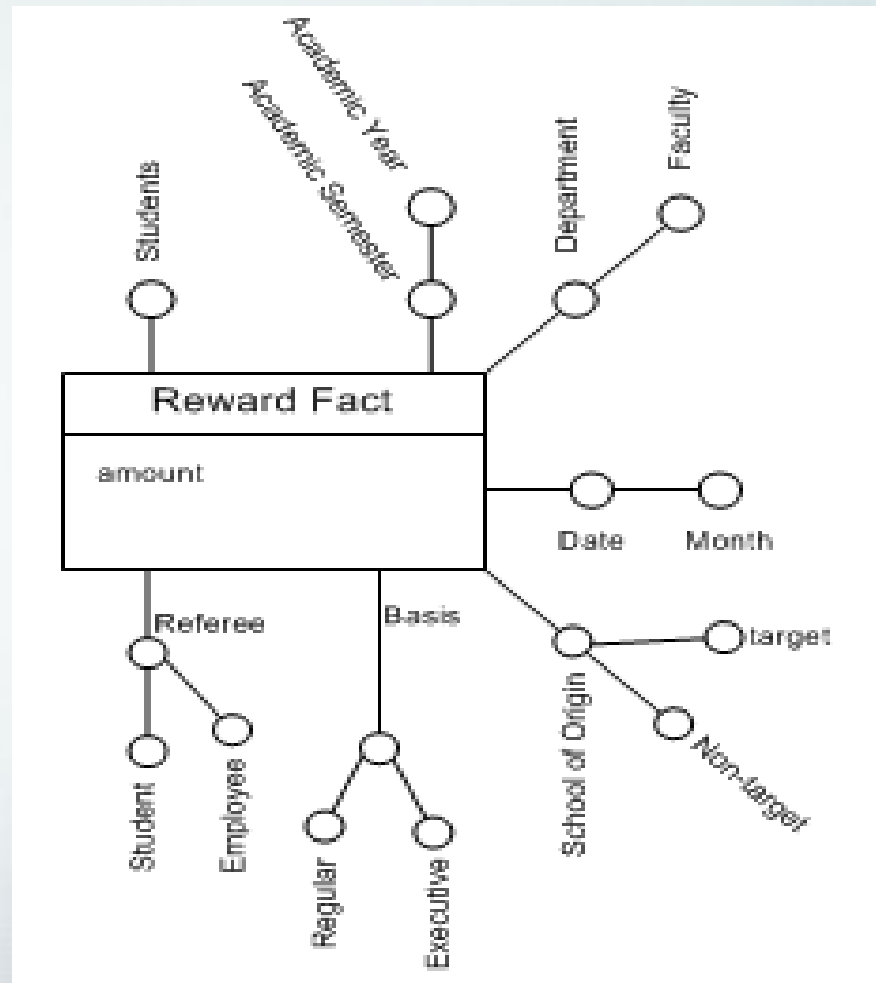 Academic Year
Academic Semester
Students
Department
Faculty
Reward Fact
amount
Date
Month
Referee
Basis
target
School of Origin
Non-target
Student
Employee
Regular
Executive